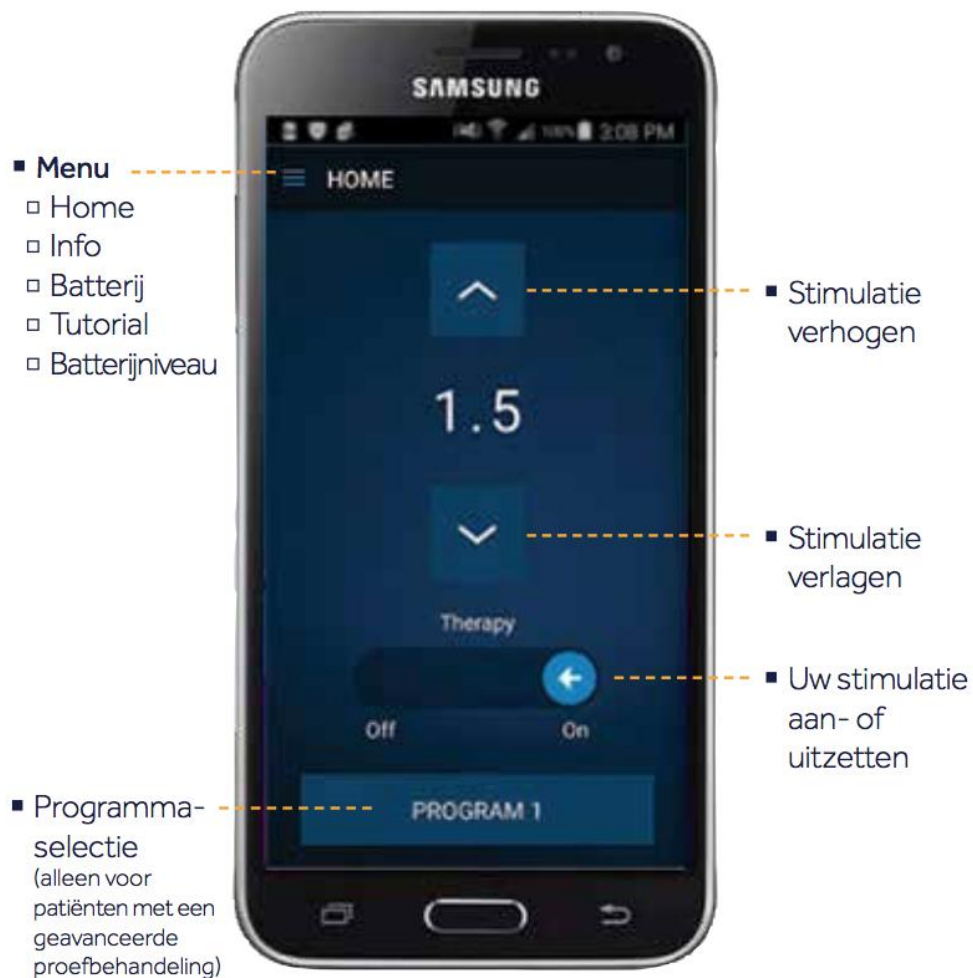 SAMSUNG
100% 3:08 PM
HOME
Menu
Home
Info
Batterij
Tutorial
Batterijniveau
Stimulatie
verhogen
1.5
Stimulatie
verlagen
Therapy
Off
On
Uw stimulatie
aan- of
uitzetten
PROGRAM 1
Programma-
selectie
(alleen voor
patiënten met een
geavanceerde
proefbehandeling)